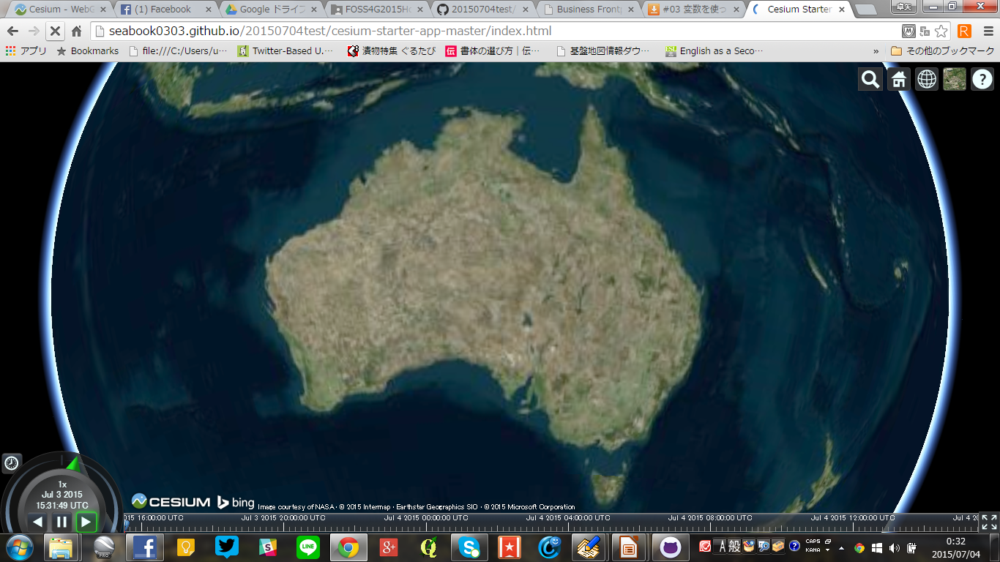 Cesium - WebG
(1) Facebook
Google ドライブ
FOSS4G2015Ho
20150704test/
Business Frontp
#03 変数を使っ
Cesium Starter
卓矢
seabook0303.github.io/20150704test/cesium-starter-app-master/index.html
アプリ
Bookmarks
file:///C:/Users/u…
Twitter-Based U.…
漬物特集 ぐるたび
書体の選び方 | 伝…
基盤地図情報ダウ…
English as a Seco…
»
その他のブックマーク
1x
Jul 3 2015
15:31:49 UTC
CESIUM
bing
Image courtesy of NASA · © 2015 Intermap · Earthstar Geographics SIO · © 2015 Microsoft Corporation
015 16:00:00 UTC
Jul 3 2015 20:00:00 UTC
Jul 4 2015 00:00:00 UTC
Jul 4 2015 04:00:00 UTC
Jul 4 2015 08:00:00 UTC
Jul 4 2015 12:00:00 UTC
Jul 4 20
PRO
LINE
A 般
CAPS
KANA
0:32
2015/07/04